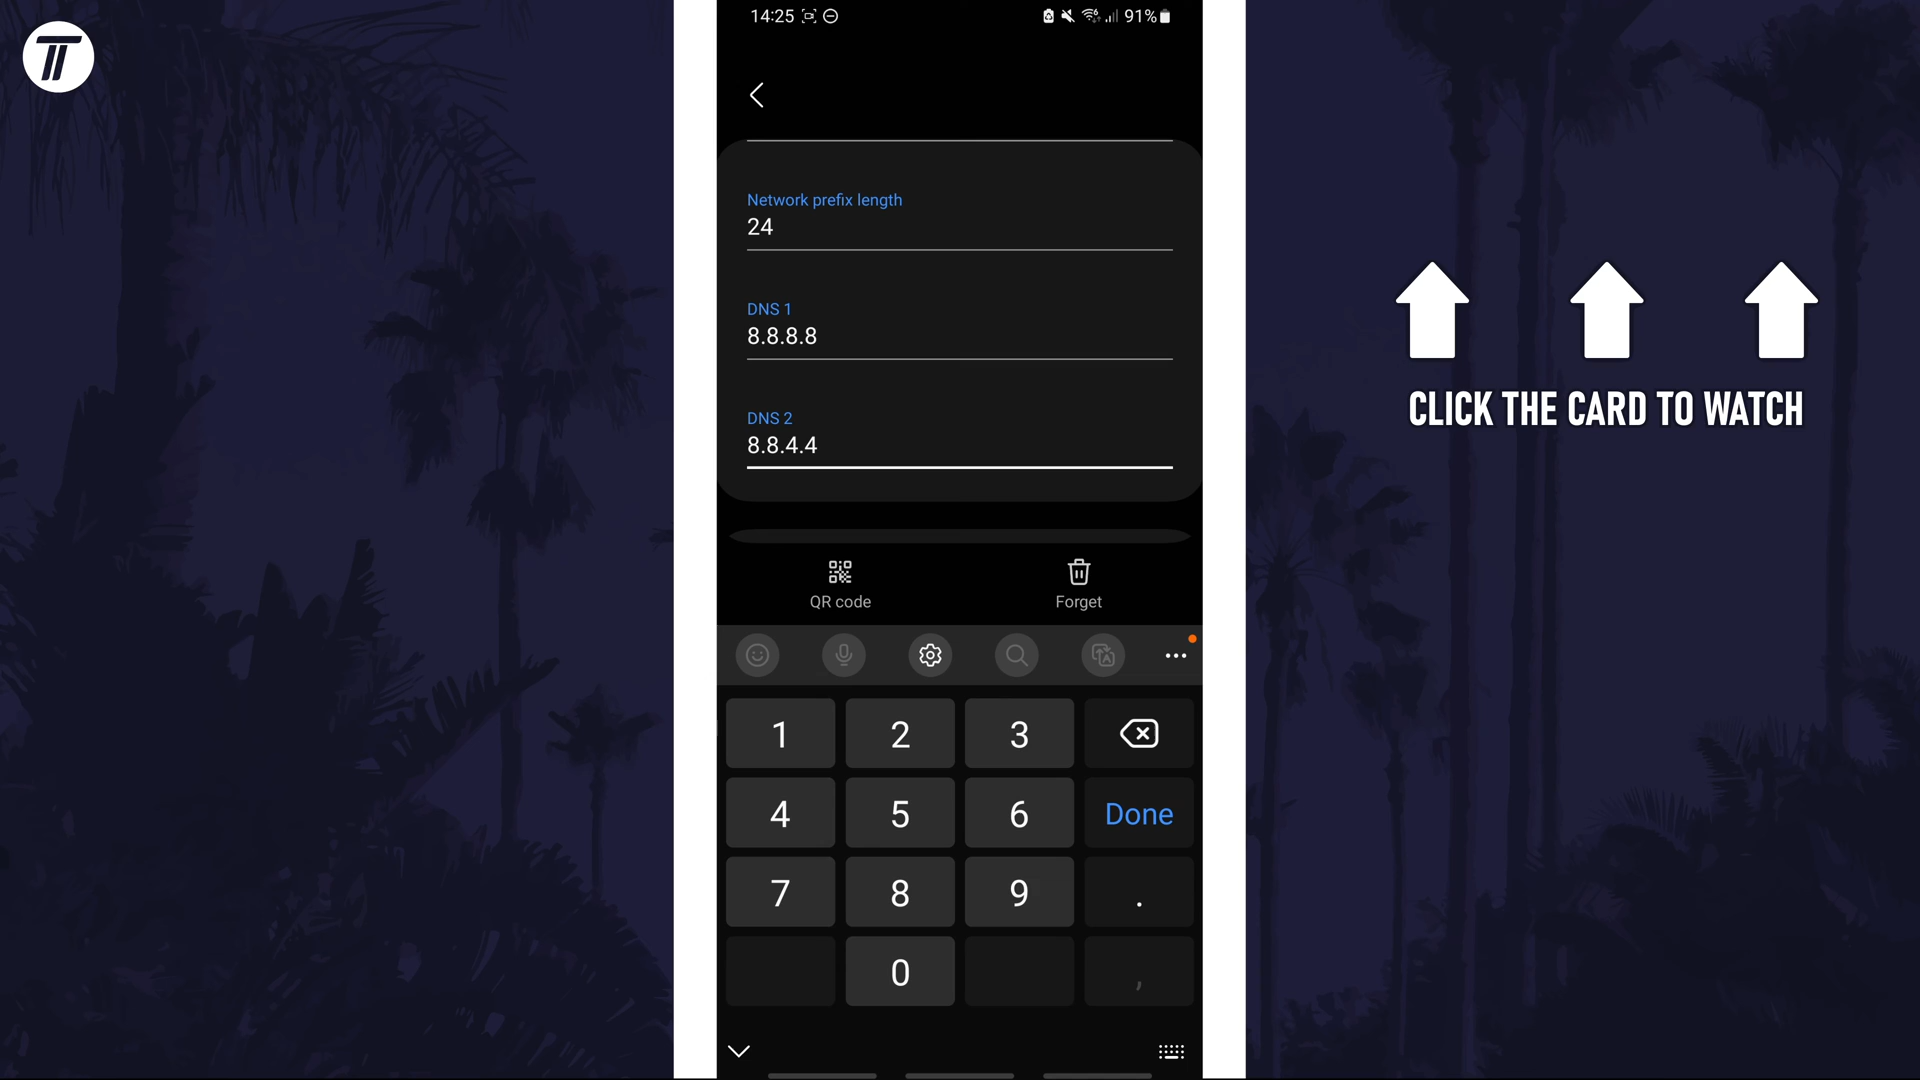 14:25
91%
Network prefix length
24
DNS 1
8.8.8.8
DNS 2
8.8.4.4
QR code
Forget
1 2 3
4 5 6 Done
7 8 9 .
0 ,
CLICK THE CARD TO WATCH